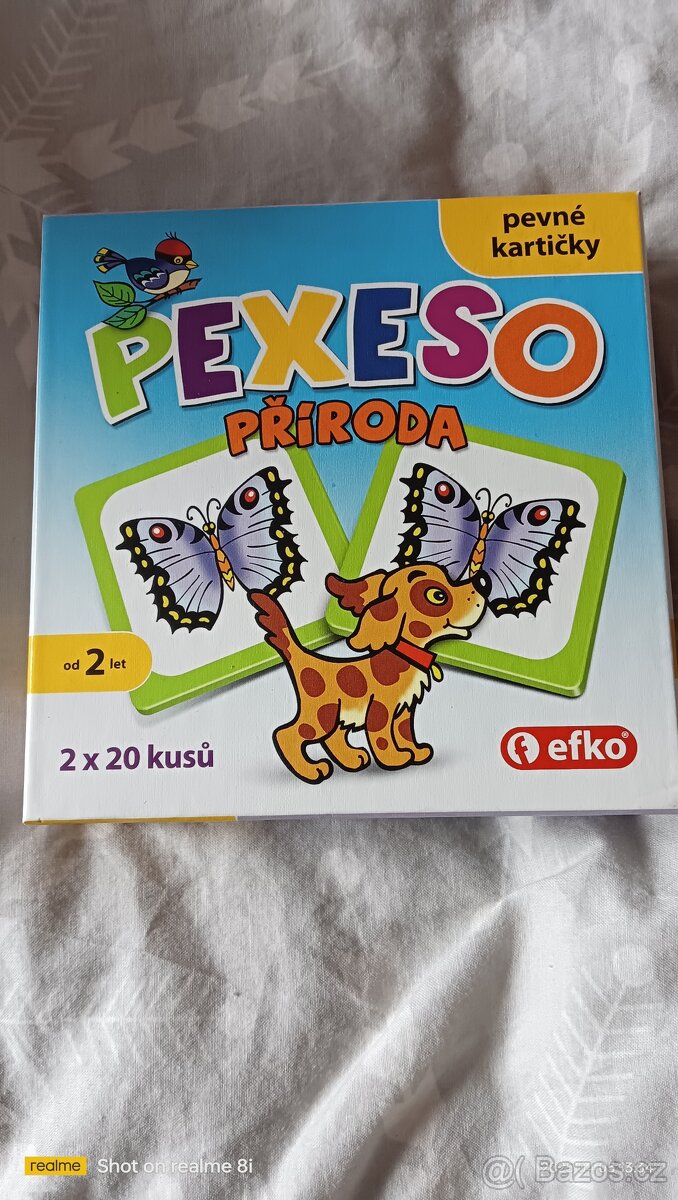 pevné
kartičky
PEXESO
PŘÍRODA
od 2 let
2 x 20 kusů
efko®
realme Shot on realme 8i
Bazos.cz